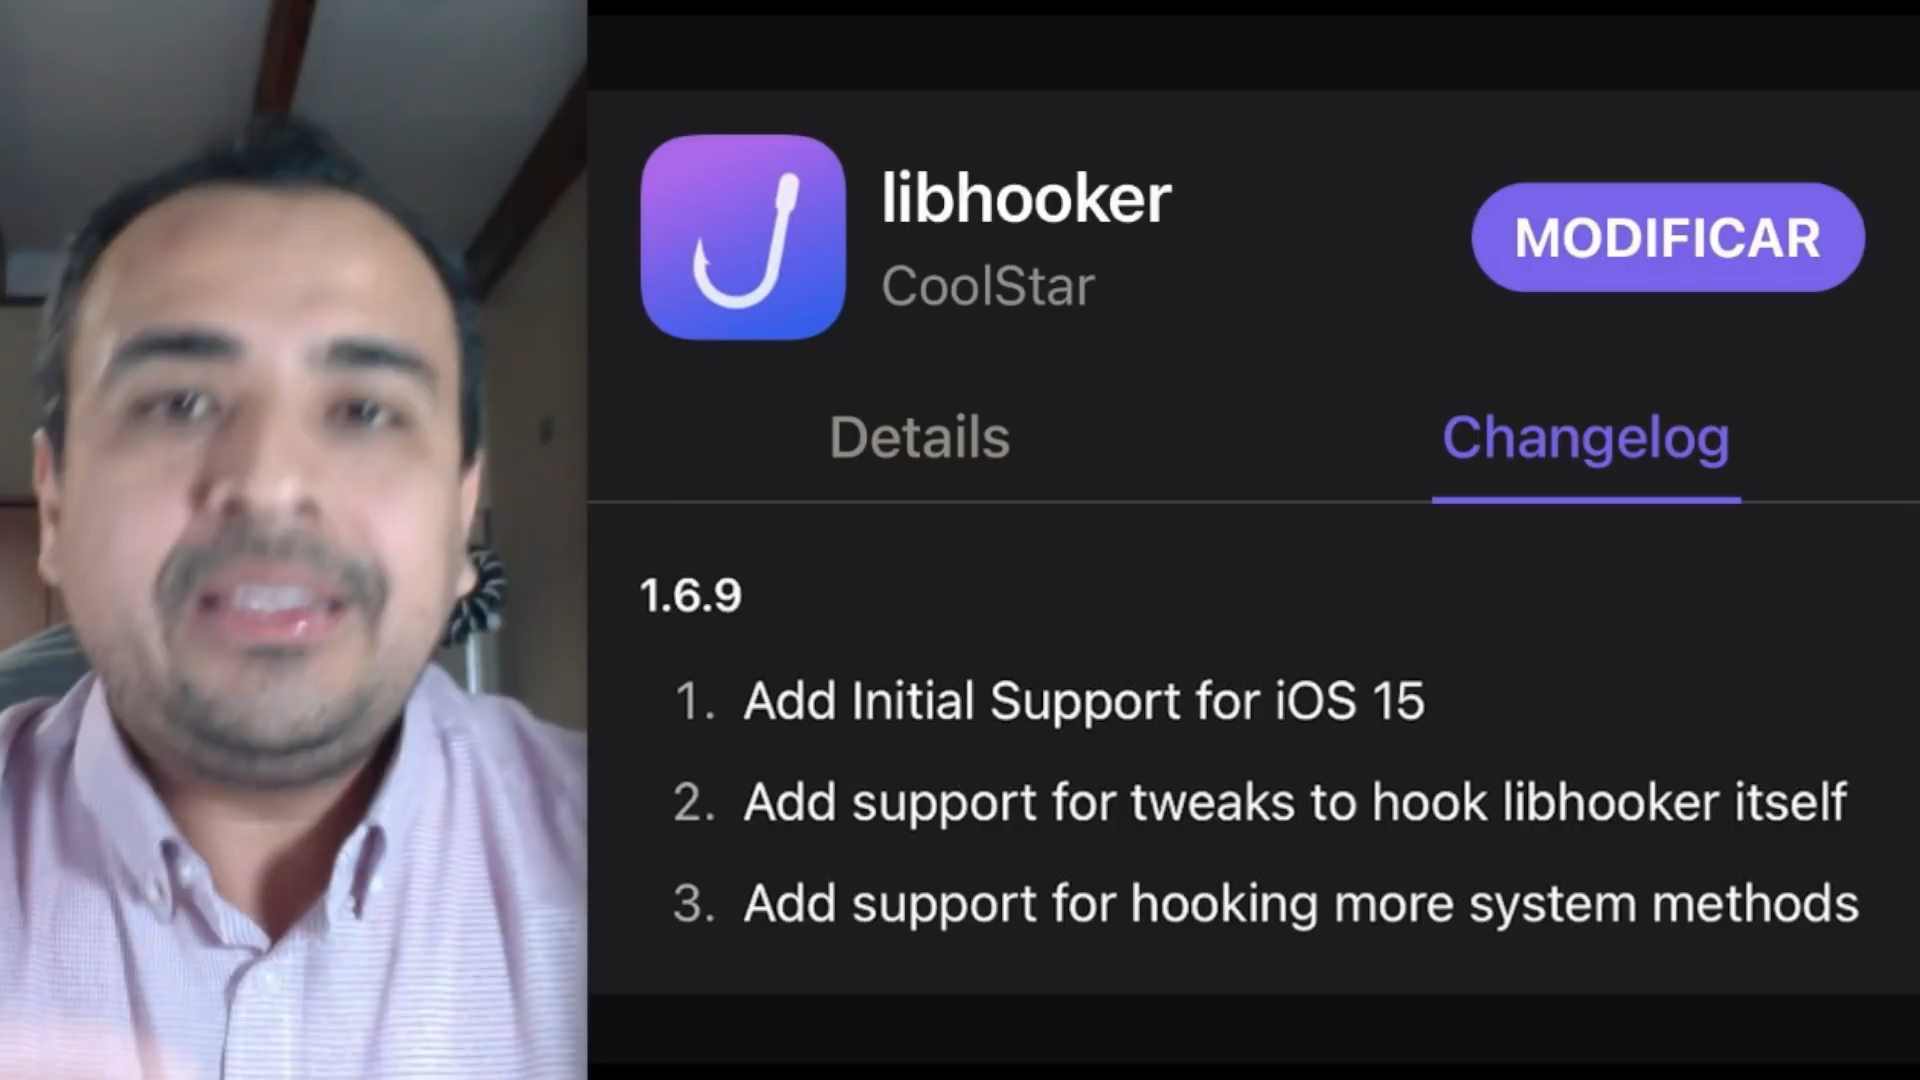 libhooker
CoolStar
MODIFICAR
Details
Changelog
1.6.9
1. Add Initial Support for iOS 15
2. Add support for tweaks to hook libhooker itself
3. Add support for hooking more system methods